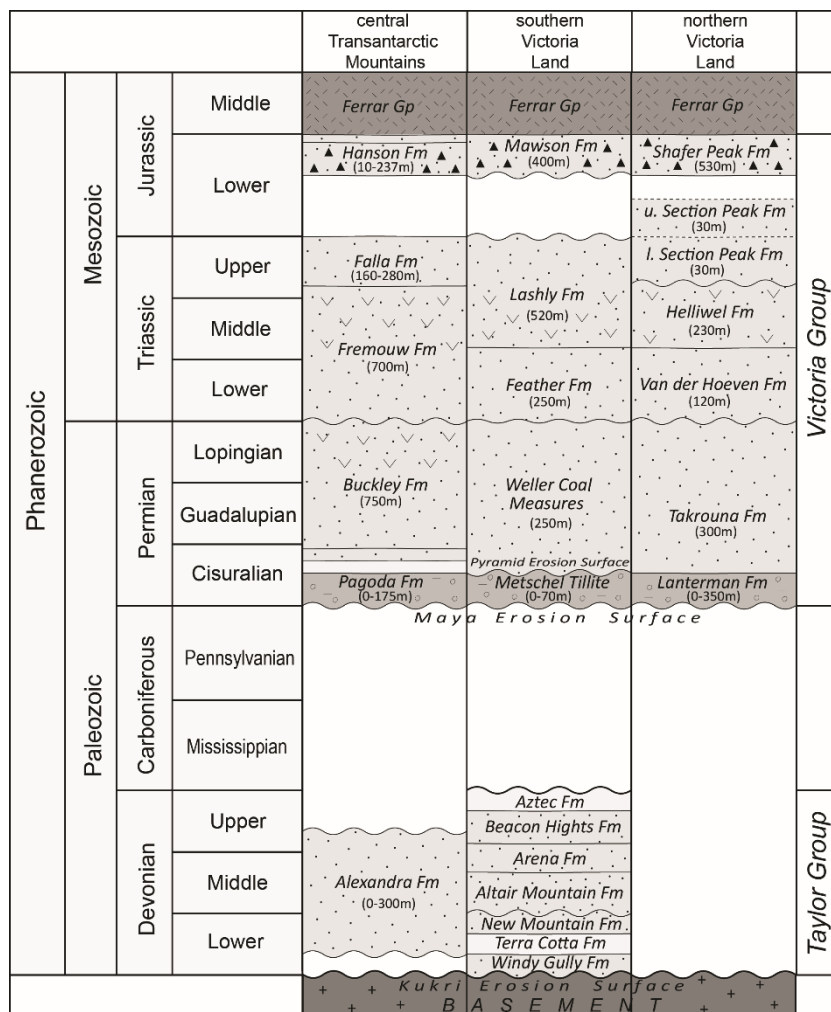 central
Transantarctic
Mountains
southern
Victoria
Land
northern
Victoria
Land
Phanerozoic
Mesozoic
Jurassic
Middle
Ferrar Gp
Ferrar Gp
Ferrar Gp
Lower
Hanson Fm
(10-237m)
Mawson Fm
(400m)
Shafer Peak Fm
(530m)
u. Section Peak Fm
(30m)
Triassic
Upper
Falla Fm
(160-280m)
Lashly Fm
(520m)
l. Section Peak Fm
(30m)
Middle
Fremouw Fm
(700m)
Helliwel Fm
(230m)
Lower
Feather Fm
(250m)
Van der Hoeven Fm
(120m)
Victoria Group
Paleozoic
Permian
Lopingian
Buckley Fm
(750m)
Weller Coal
Measures
(250m)
Takrouna Fm
(300m)
Guadalupian
Cisuralian
Pyramid Erosion Surface
Pagoda Fm
(0-175m)
Metschel Tillite
(0-70m)
Lanterman Fm
(0-350m)
Maya Erosion Surface
Carboniferous
Pennsylvanian
Mississippian
Devonian
Upper
Aztec Fm
Beacon Hights Fm
Middle
Alexandra Fm
(0-300m)
Arena Fm
Altair Mountain Fm
Lower
New Mountain Fm
Terra Cotta Fm
Windy Gully Fm
Taylor Group
Kukri Erosion Surface
BASEMENT